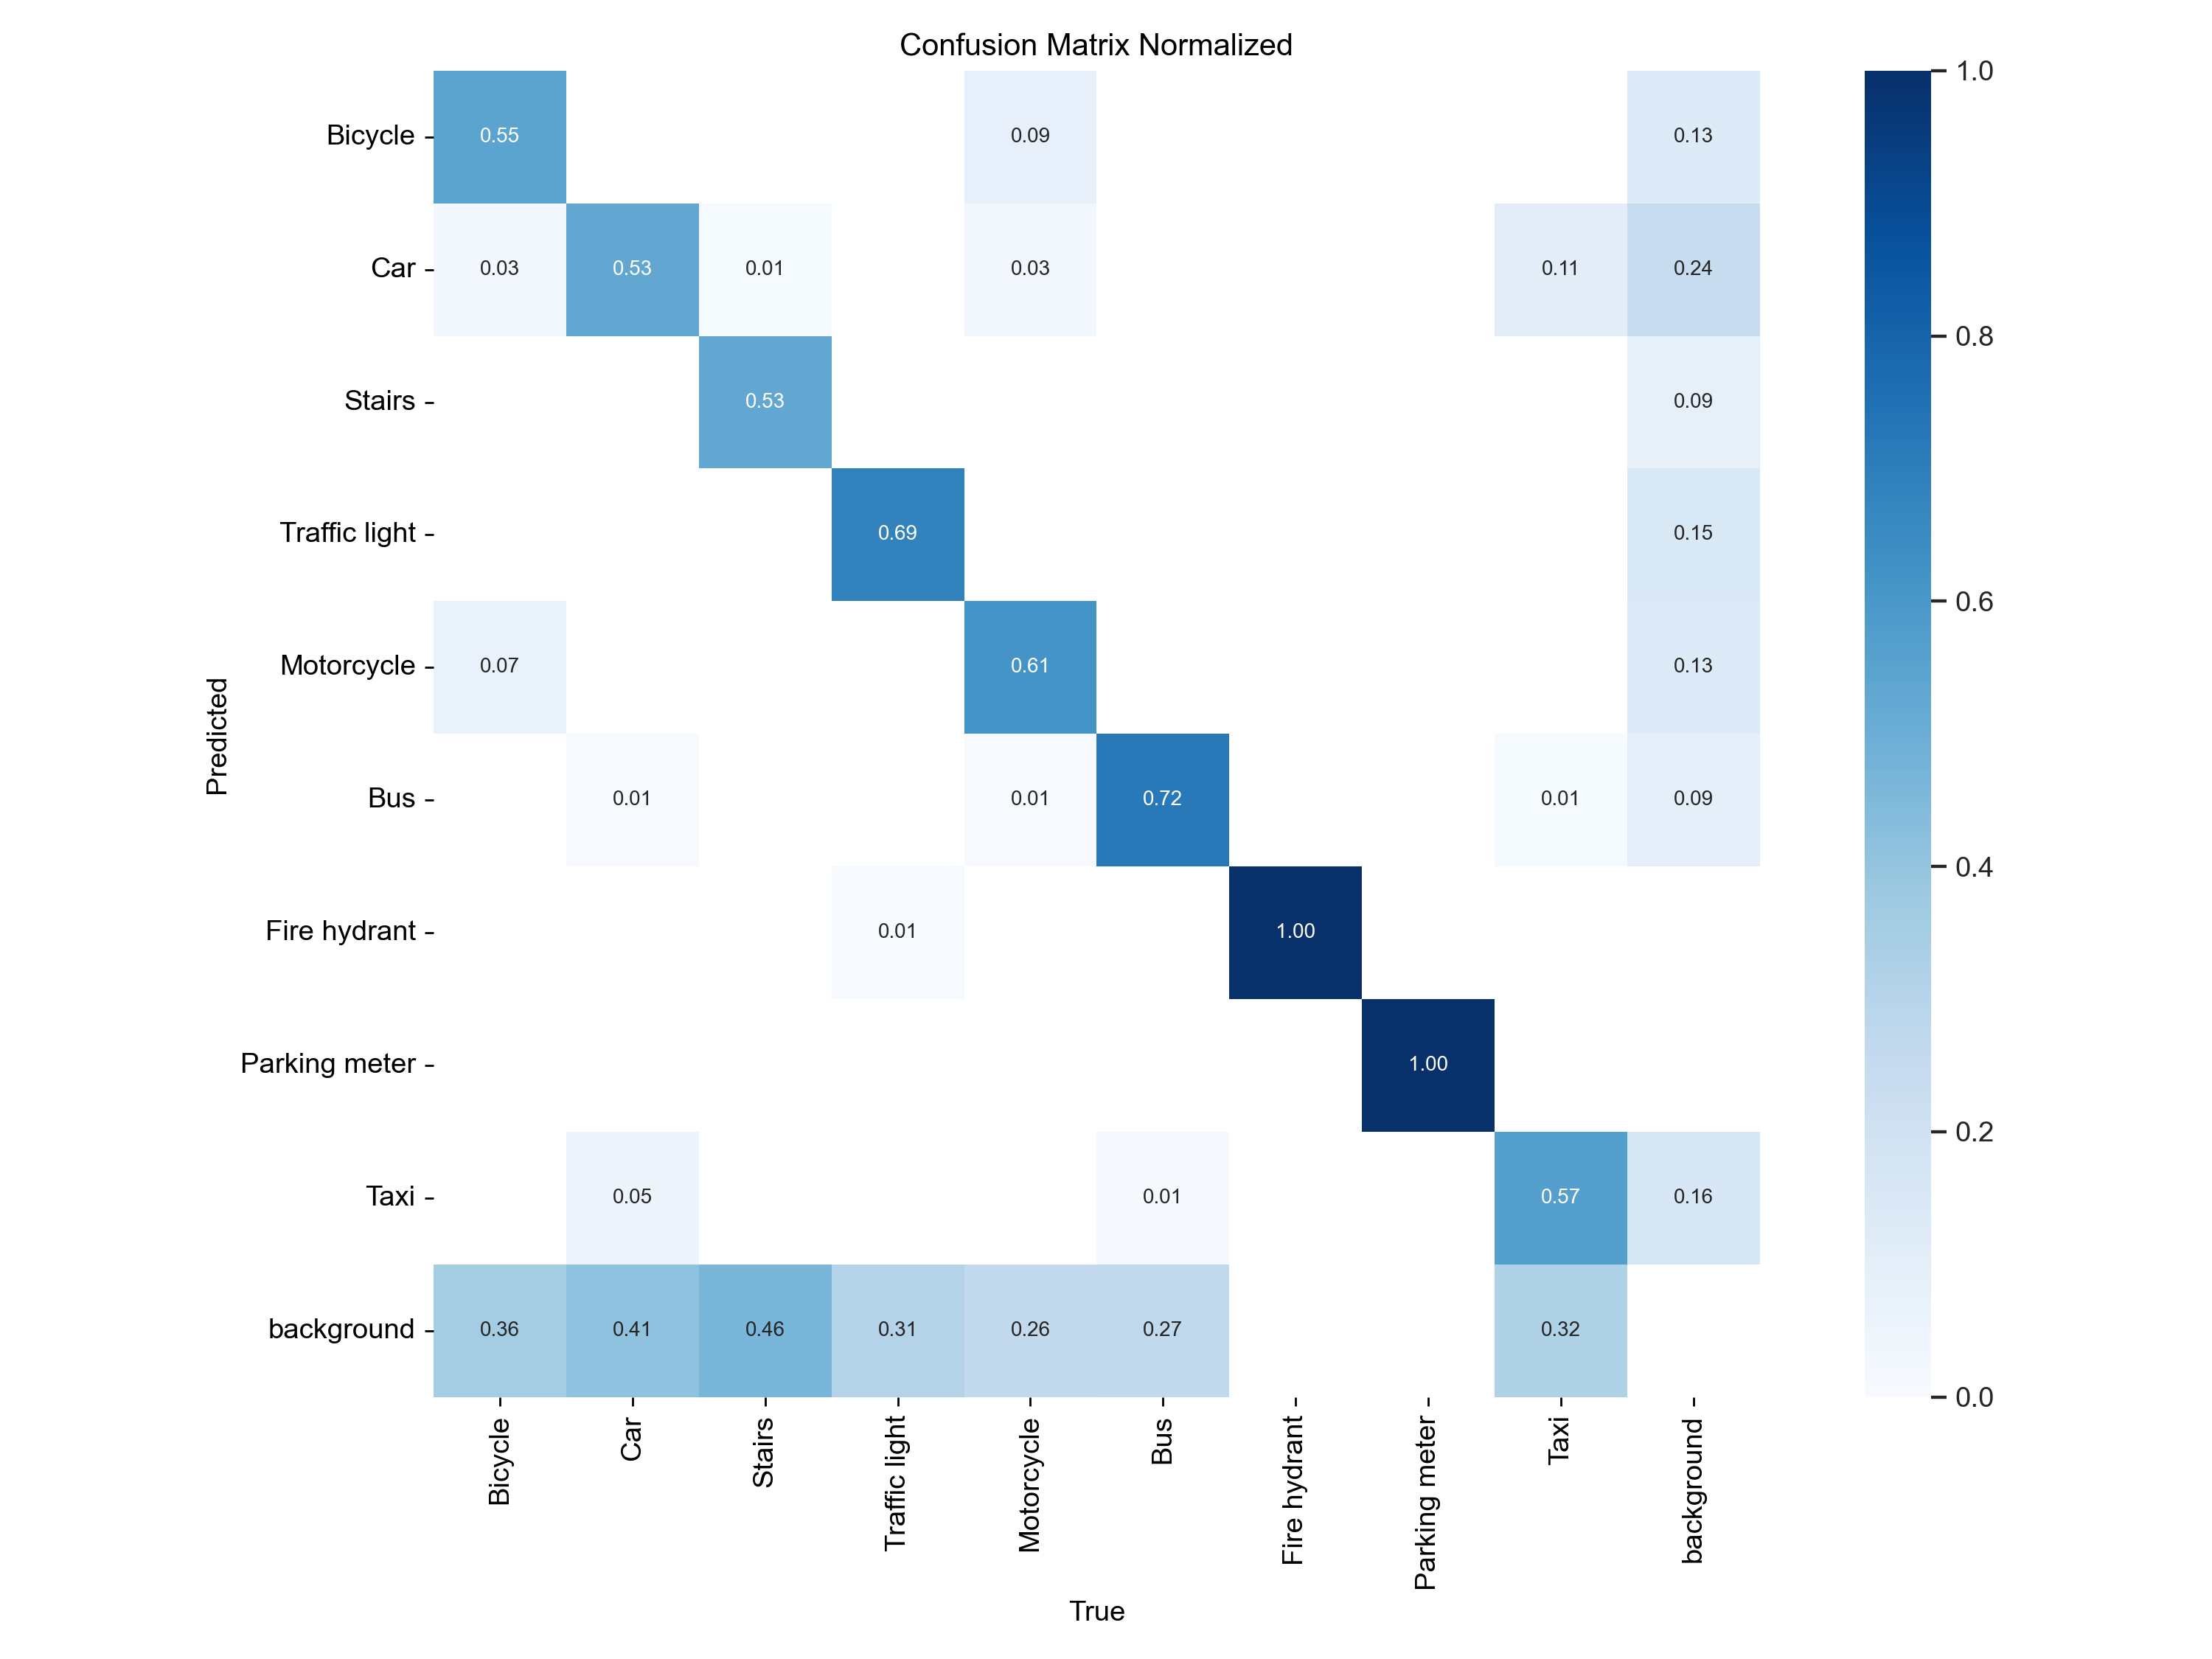 Confusion Matrix Normalized
Bicycle 0.55 0.09 0.13
Car 0.03 0.53 0.01 0.03 0.11 0.24
Stairs 0.53 0.09
Traffic light 0.69 0.15
Motorcycle 0.07 0.61 0.13
Bus 0.01 0.01 0.72 0.01 0.09
Fire hydrant 0.01 1.00
Parking meter 1.00
Taxi 0.05 0.01 0.57 0.16
background 0.36 0.41 0.46 0.31 0.26 0.27 0.32
Predicted
Bicycle Car Stairs Traffic light Motorcycle Bus Fire hydrant Parking meter Taxi background
True
1.0
0.8
0.6
0.4
0.2
0.0